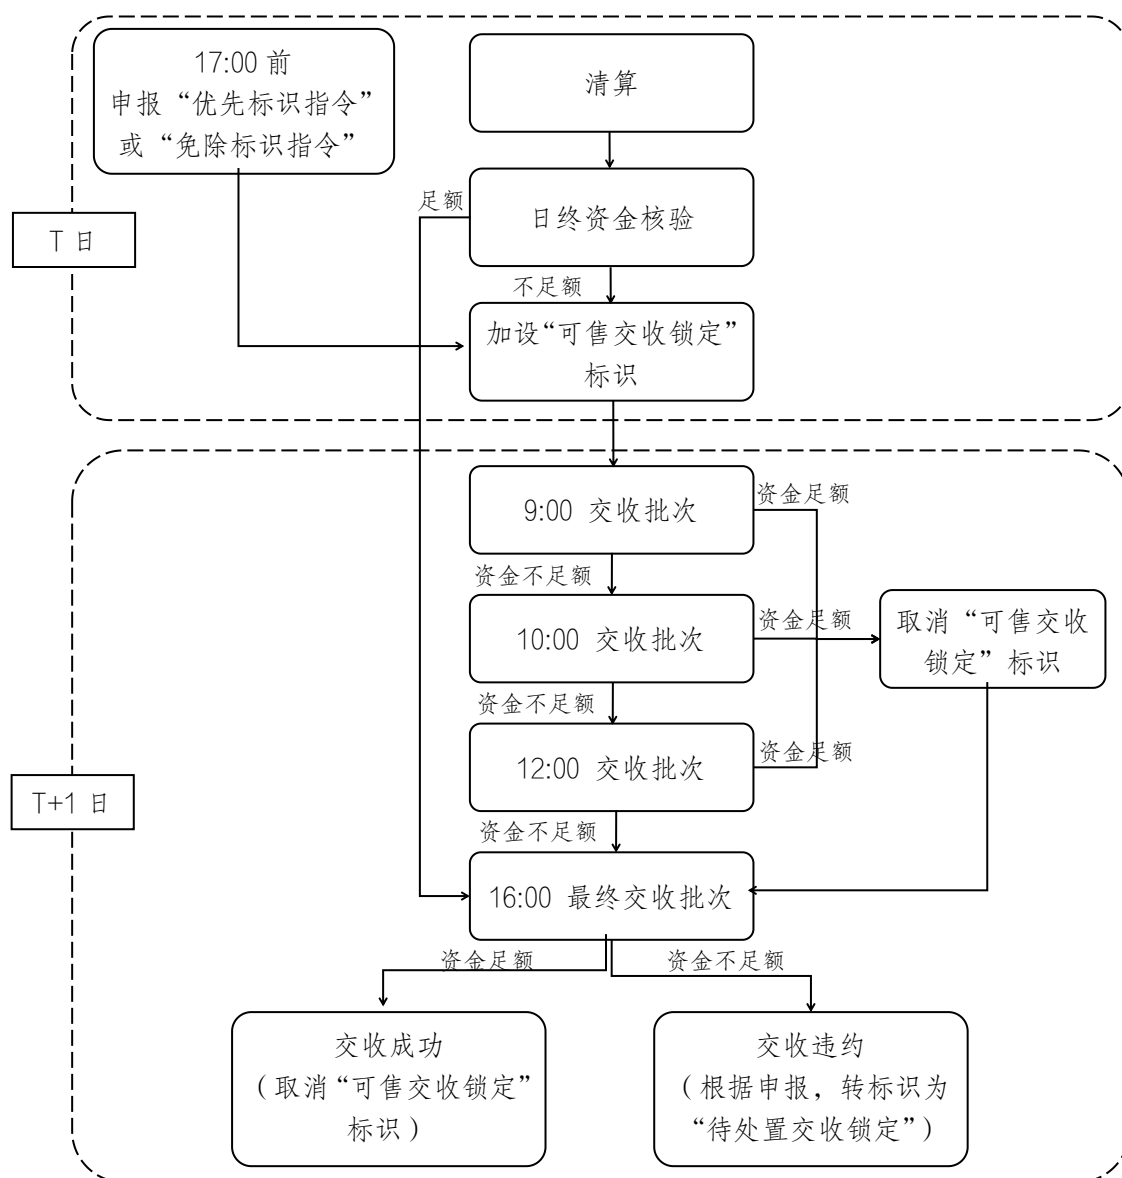 17:00 前
申报 “优先标识指令”
或 “免除标识指令”
清算
足额
日终资金核验
T 日
不足额
加设“可售交收锁定”
标识
9:00 交收批次
资金足额
资金不足额
10:00 交收批次
资金足额
取消 “可售交收
锁定” 标识
资金不足额
12:00 交收批次
资金足额
T+1 日
资金不足额
16:00 最终交收批次
资金足额
资金不足额
交收成功
（取消“可售交收锁定”
标识）
交收违约
（根据申报，转标识为
“待处置交收锁定”）